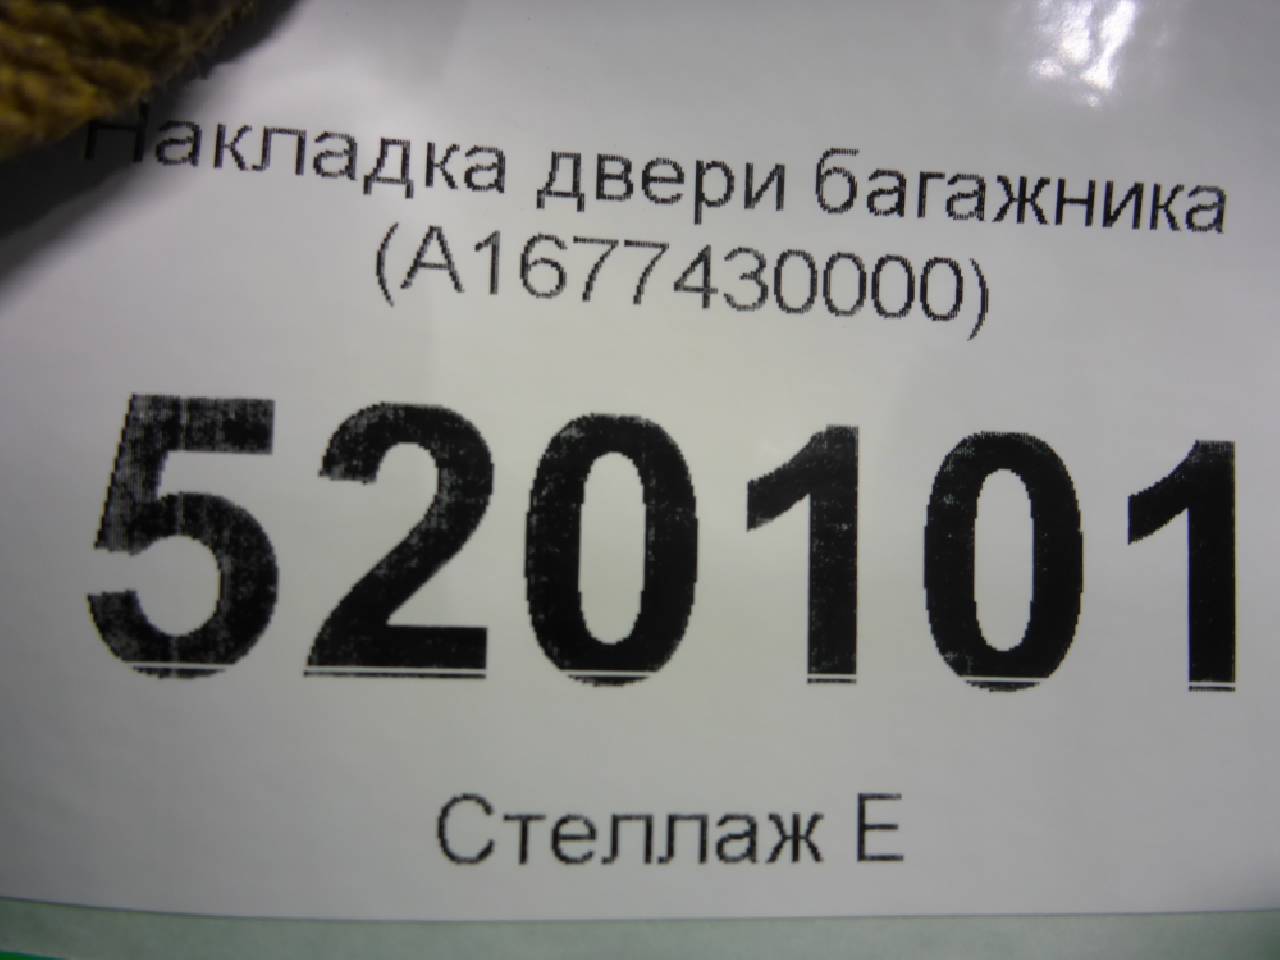 Накладка двери багажника
(A1677430000)
520101
Стеллаж Е